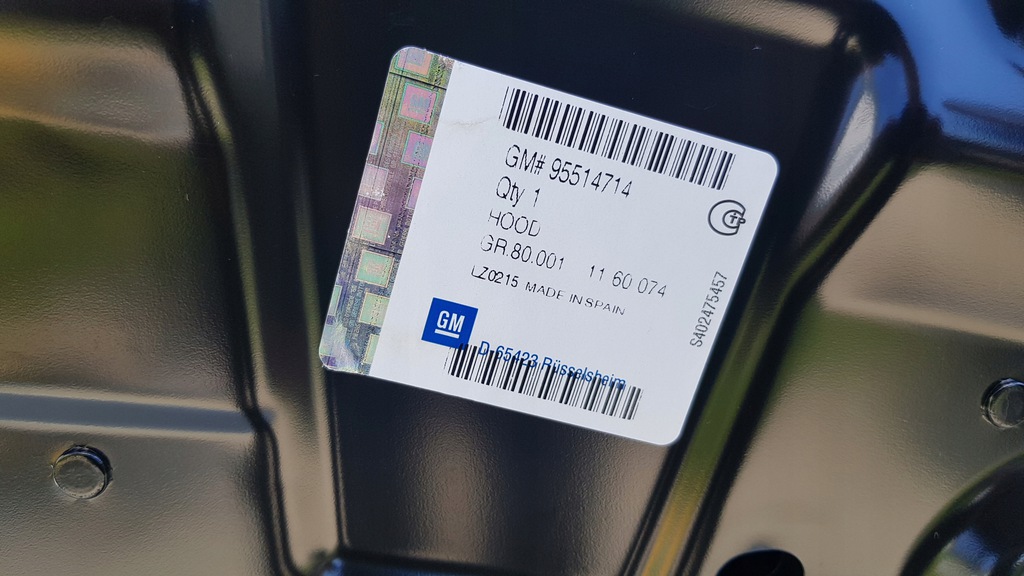 GM# 95514714
Qty 1
HOOD
GR.80.001 11 60 074
LZ0215 MADE IN SPAIN
GM
D-65423 Rüsselsheim
S402475457